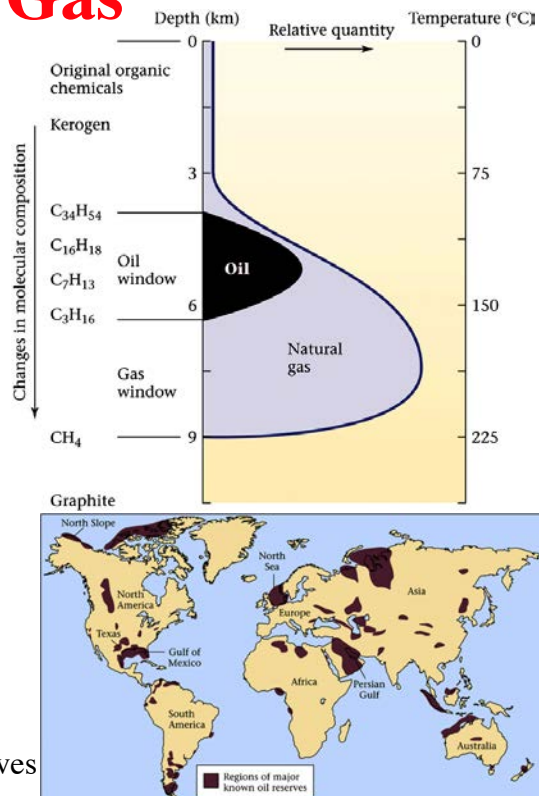 Gas
Depth (km)
Relative quantity
Temperature (°C)
0
0
Original organic
chemicals
Kerogen
3
75
Changes in molecular composition
C₃₄H₅₄
C₁₆H₁₈
Oil
window
Oil
C₇H₁₃
C₃H₁₆
6
150
Natural
gas
Gas
window
CH₄
9
225
Graphite
North Slope
North
Sea
North
America
Europe
Asia
Texas
Gulf of
Mexico
Africa
Persian
Gulf
South
America
Australia
ves
Regions of major
known oil reserves